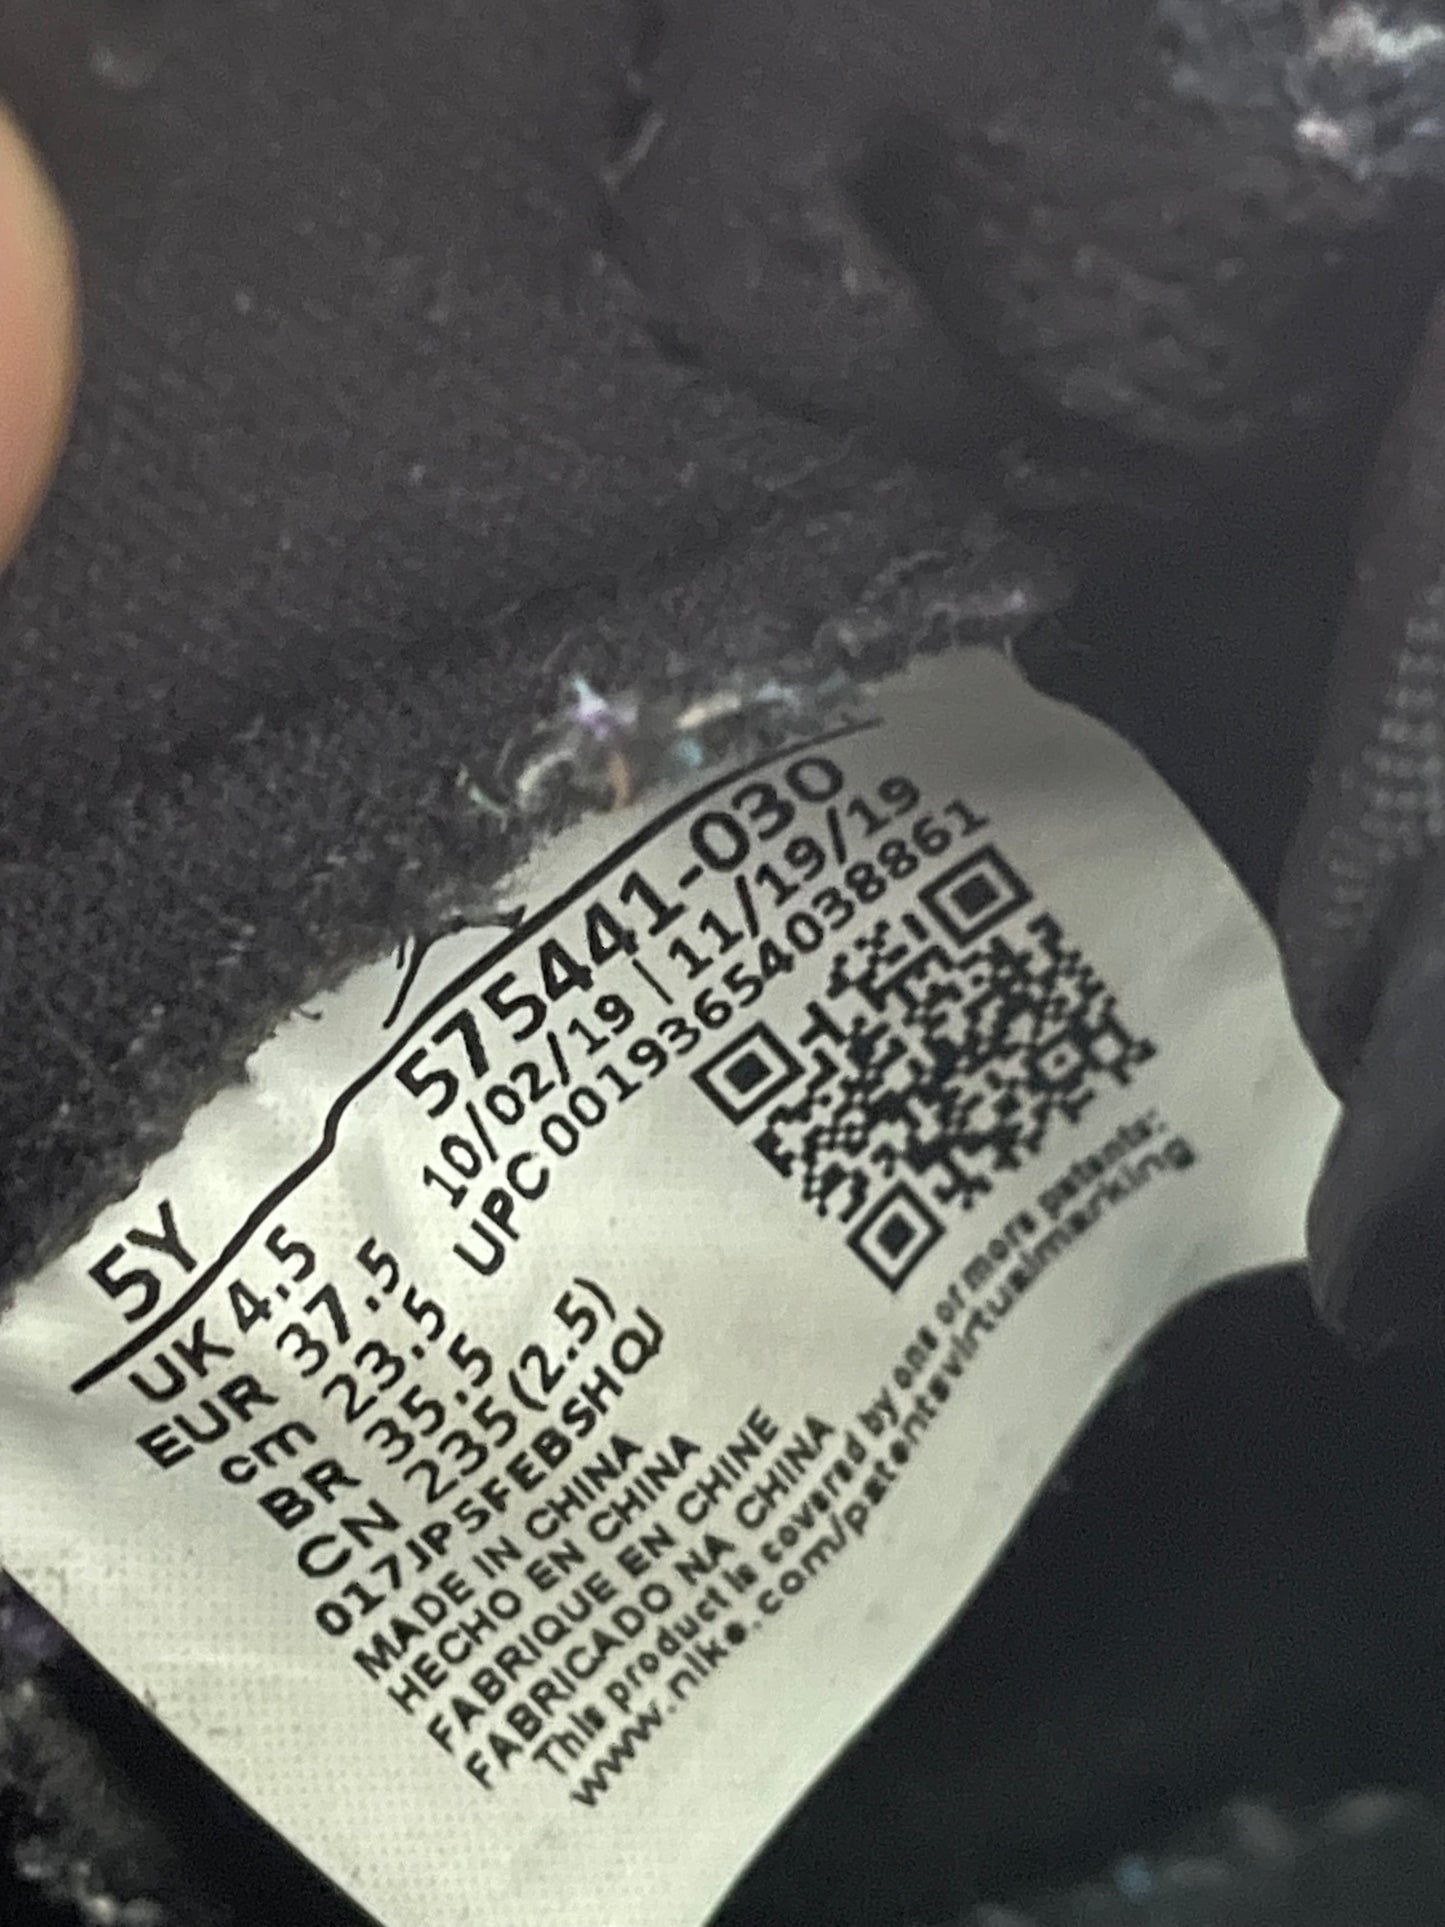 5Y
575441-030
10/02/19 | 11/19/19
UPC 00193654038861
UK 4.5
EUR 37.5
cm 23.5
BR 35.5
CN 235(2.5)
017JP5FEBSHQJ
MADE IN CHINA
HECHO EN CHINA
FABRIQUE EN CHINE
FABRICADO NA CHINA
This product is covered by one or more patents:
www.nike.com/patentsvirtualmarking